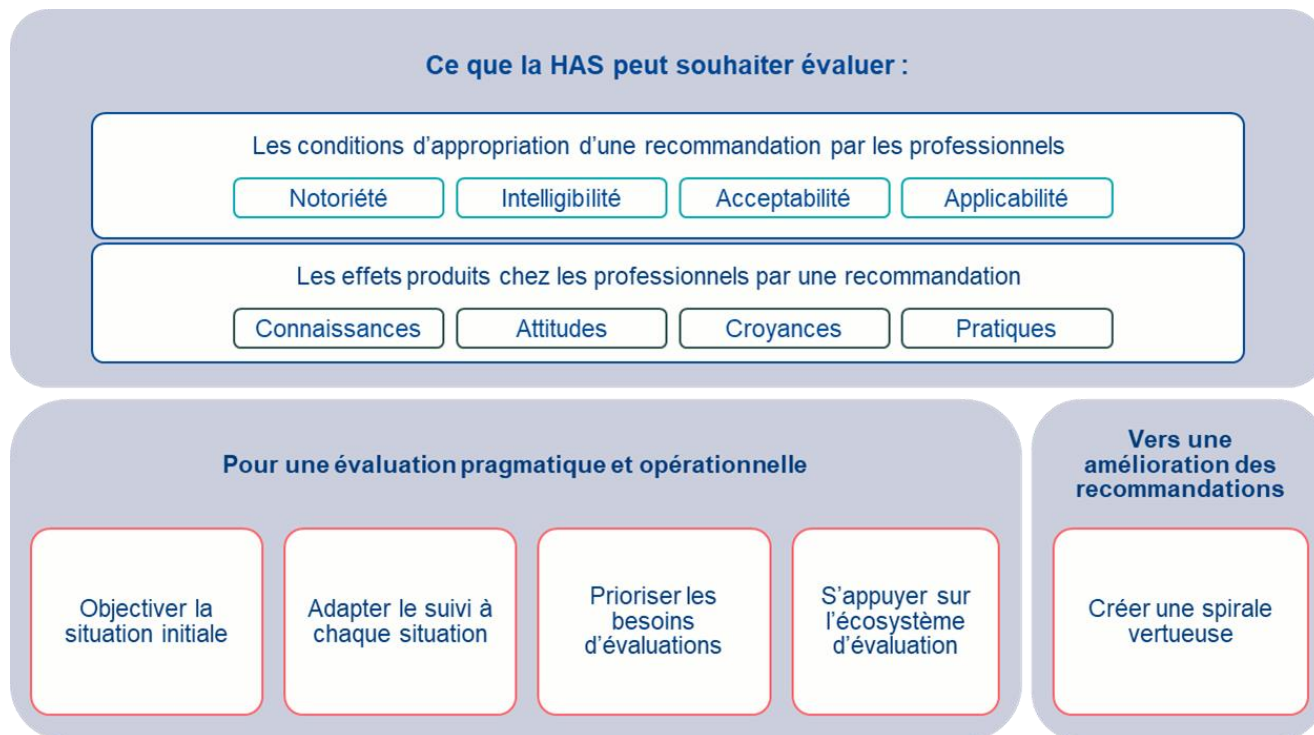 Ce que la HAS peut souhaiter évaluer :
Les conditions d'appropriation d'une recommandation par les professionnels
Notoriété
Intelligibilité
Acceptabilité
Applicabilité
Les effets produits chez les professionnels par une recommandation
Connaissances
Attitudes
Croyances
Pratiques
Pour une évaluation pragmatique et opérationnelle
Objectiver la
situation initiale
Adapter le suivi à
chaque situation
Prioriser les
besoins
d'évaluations
S'appuyer sur
l'écosystème
d'évaluation
Vers une
amélioration des
recommandations
Créer une spirale
vertueuse